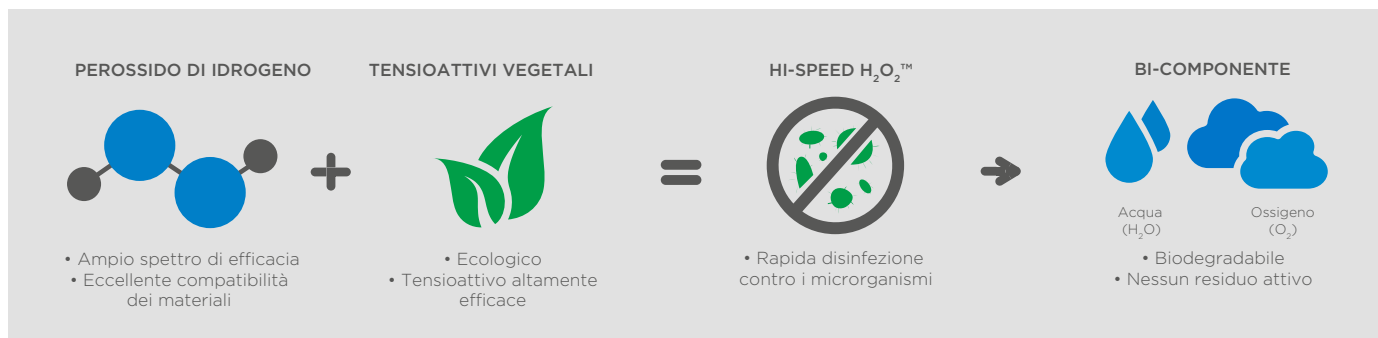 PEROSSIDO DI IDROGENO
• Ampio spettro di efficacia
• Eccellente compatibilità
dei materiali
TENSIOATTIVI VEGETALI
• Ecologico
• Tensioattivo altamente
efficace
HI-SPEED H₂O₂™
• Rapida disinfezione
contro i microrganismi
BI-COMPONENTE
Acqua
(H₂O)
Ossigeno
(O₂)
• Biodegradabile
• Nessun residuo attivo